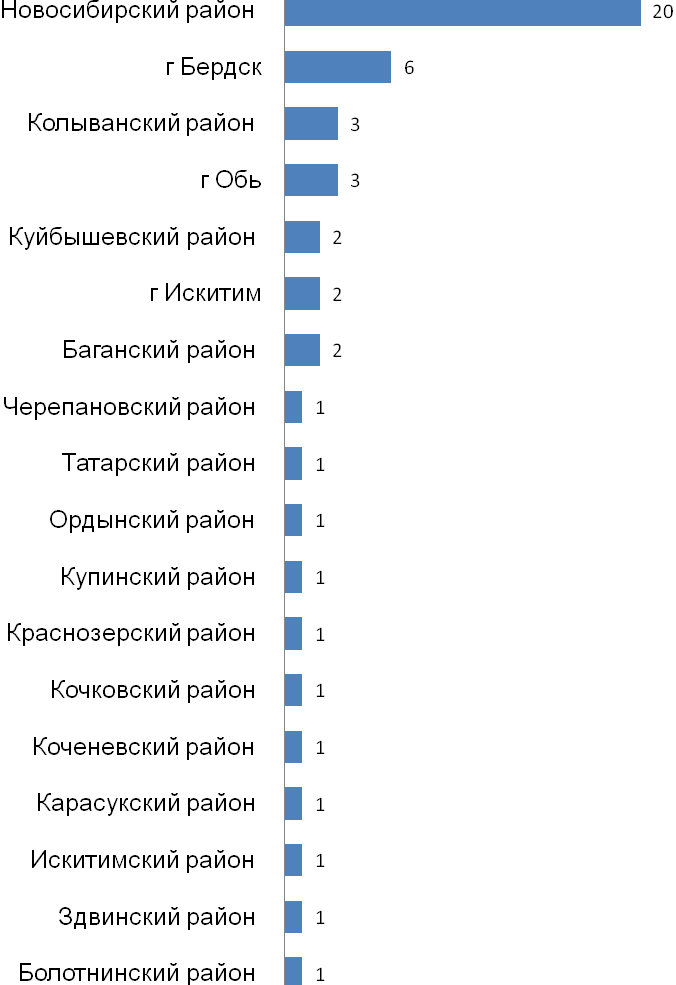 Новосибирский район 20
г Бердск 6
Колыванский район 3
г Обь 3
Куйбышевский район 2
г Искитим 2
Баганский район 2
Черепановский район 1
Татарский район 1
Ордынский район 1
Купинский район 1
Краснозерский район 1
Кочковский район 1
Коченевский район 1
Карасукский район 1
Искитимский район 1
Здвинский район 1
Болотнинский район 1